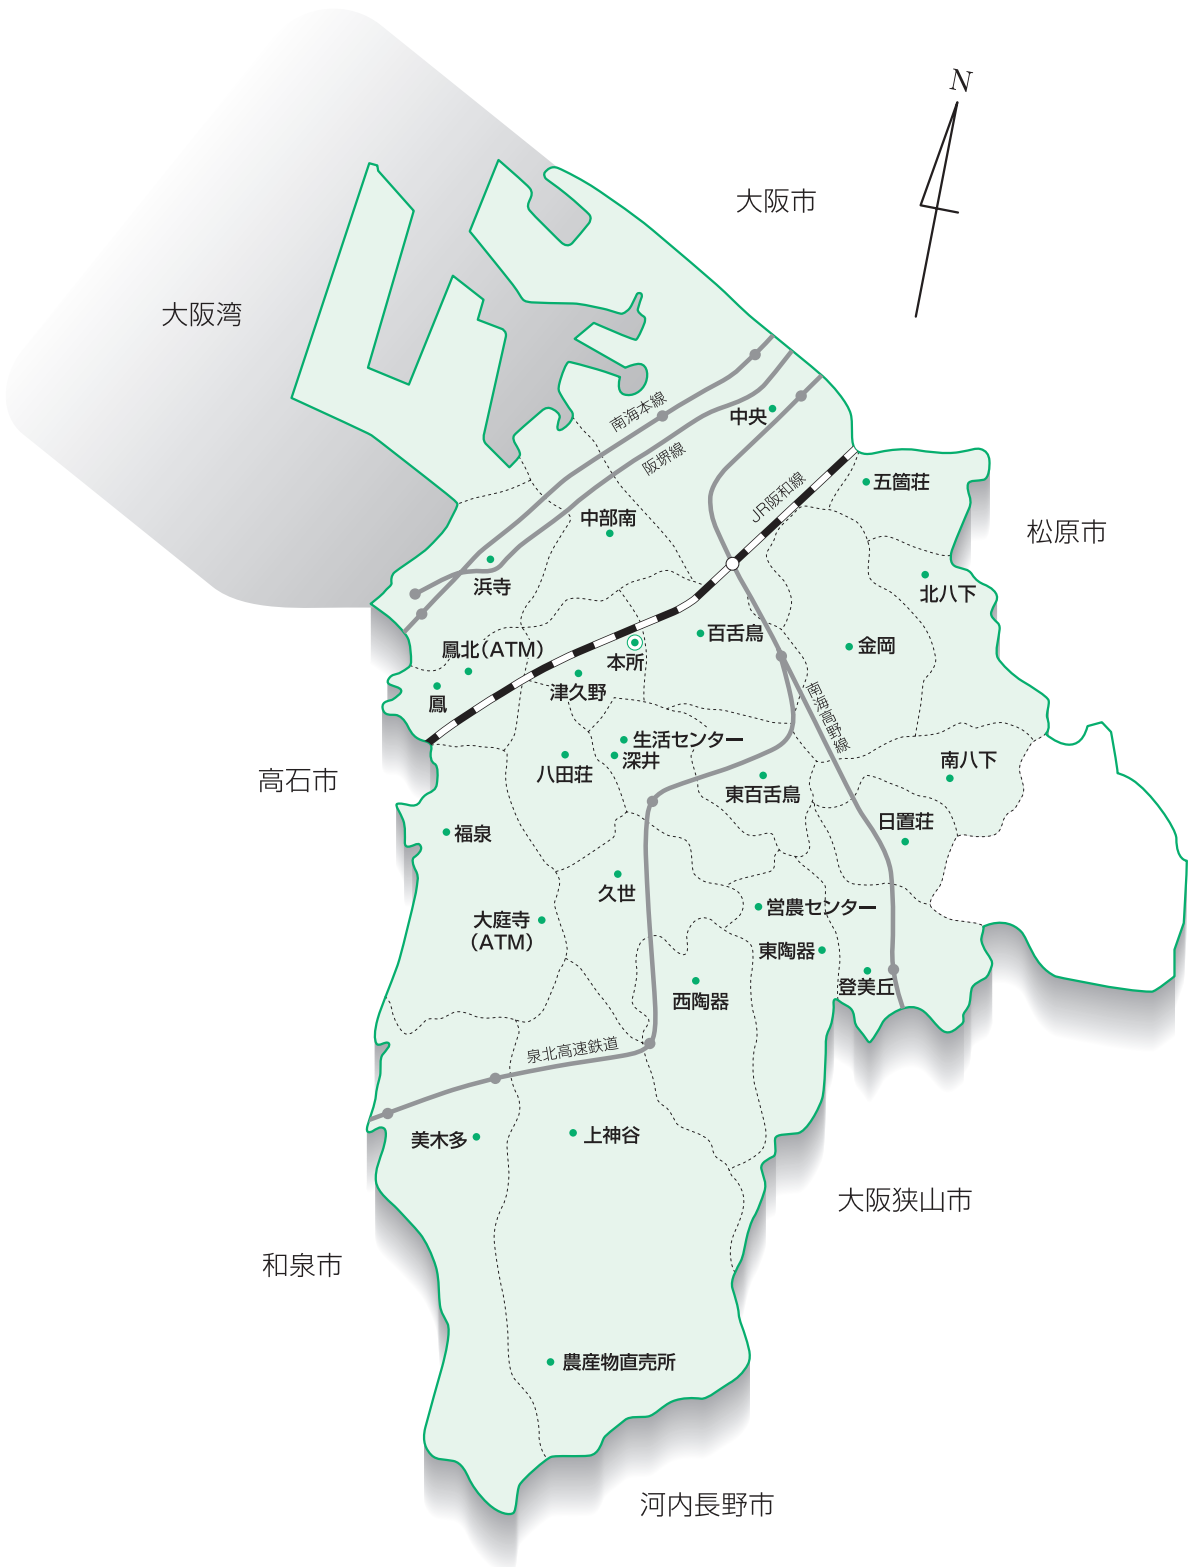 N
大阪市
大阪湾
南海本線
中央
阪堺線
JR阪和線
五箇荘
中部南
松原市
浜寺
北八下
百舌鳥
金岡
鳳北(ATM)
本所
津久野
鳳
南海高野線
生活センター
深井
八田荘
南八下
高石市
東百舌鳥
福泉
日置荘
久世
営農センター
大庭寺
(ATM)
東陶器
登美丘
西陶器
泉北高速鉄道
美木多
上神谷
大阪狭山市
和泉市
農産物直売所
河内長野市